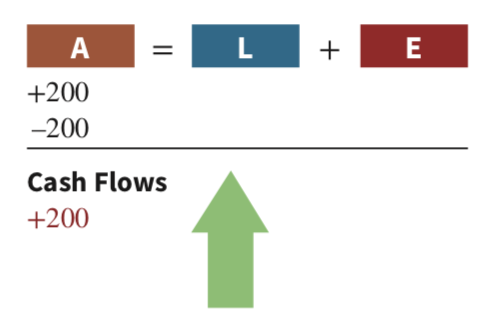 A = L + E
+200
–200
Cash Flows
+200